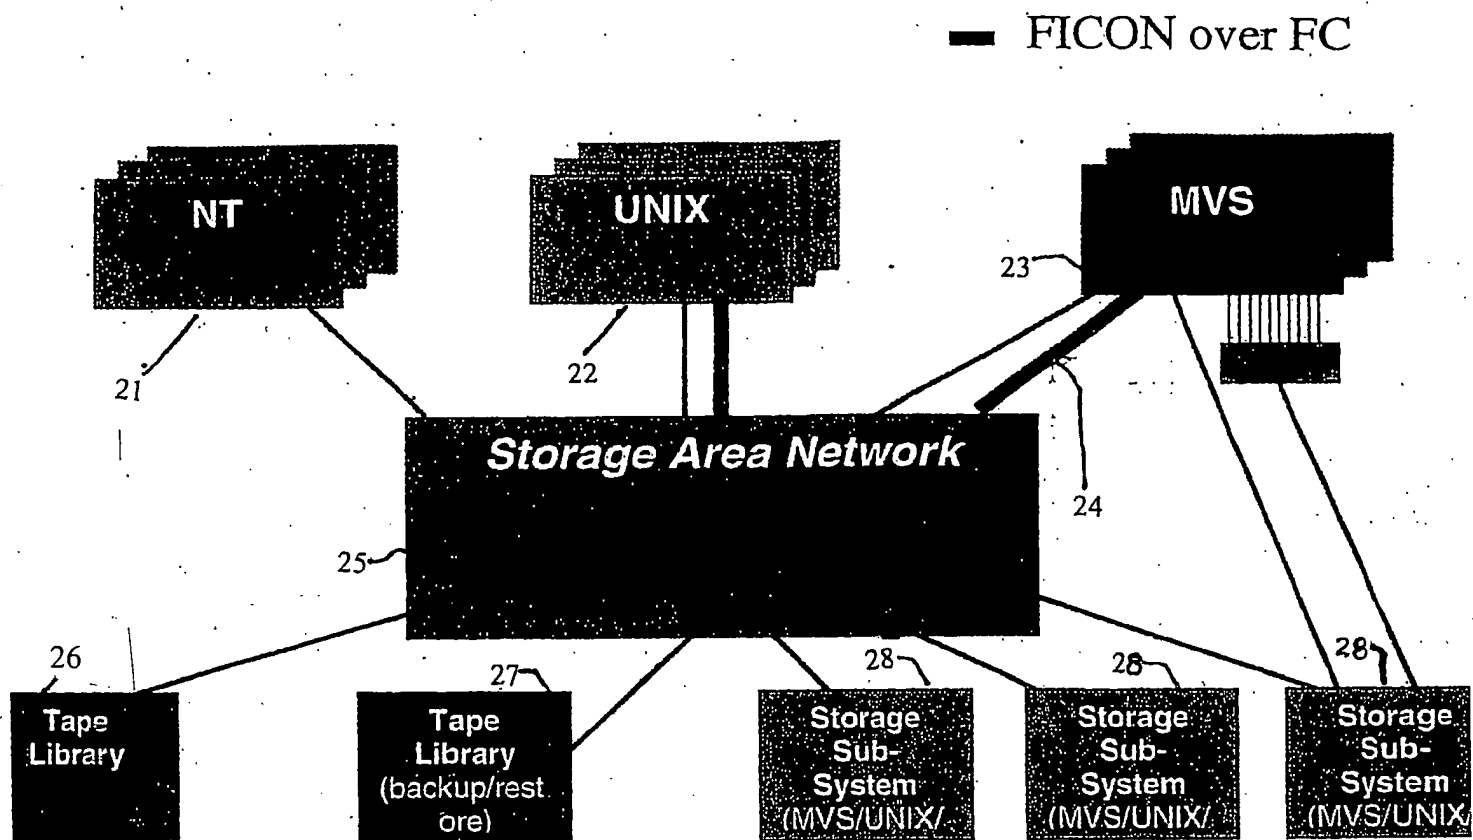 FICON over FC
NT
UNIX
MVS
23
21
22
Storage Area Network
24
25
26
27
28
28
28
Tape
Library
Tape
Library
(backup/rest
ore)
Storage
Sub-
System
(MVS/UNIX/
Storage
Sub-
System
(MVS/UNIX/
Storage
Sub-
System
(MVS/UNIX/